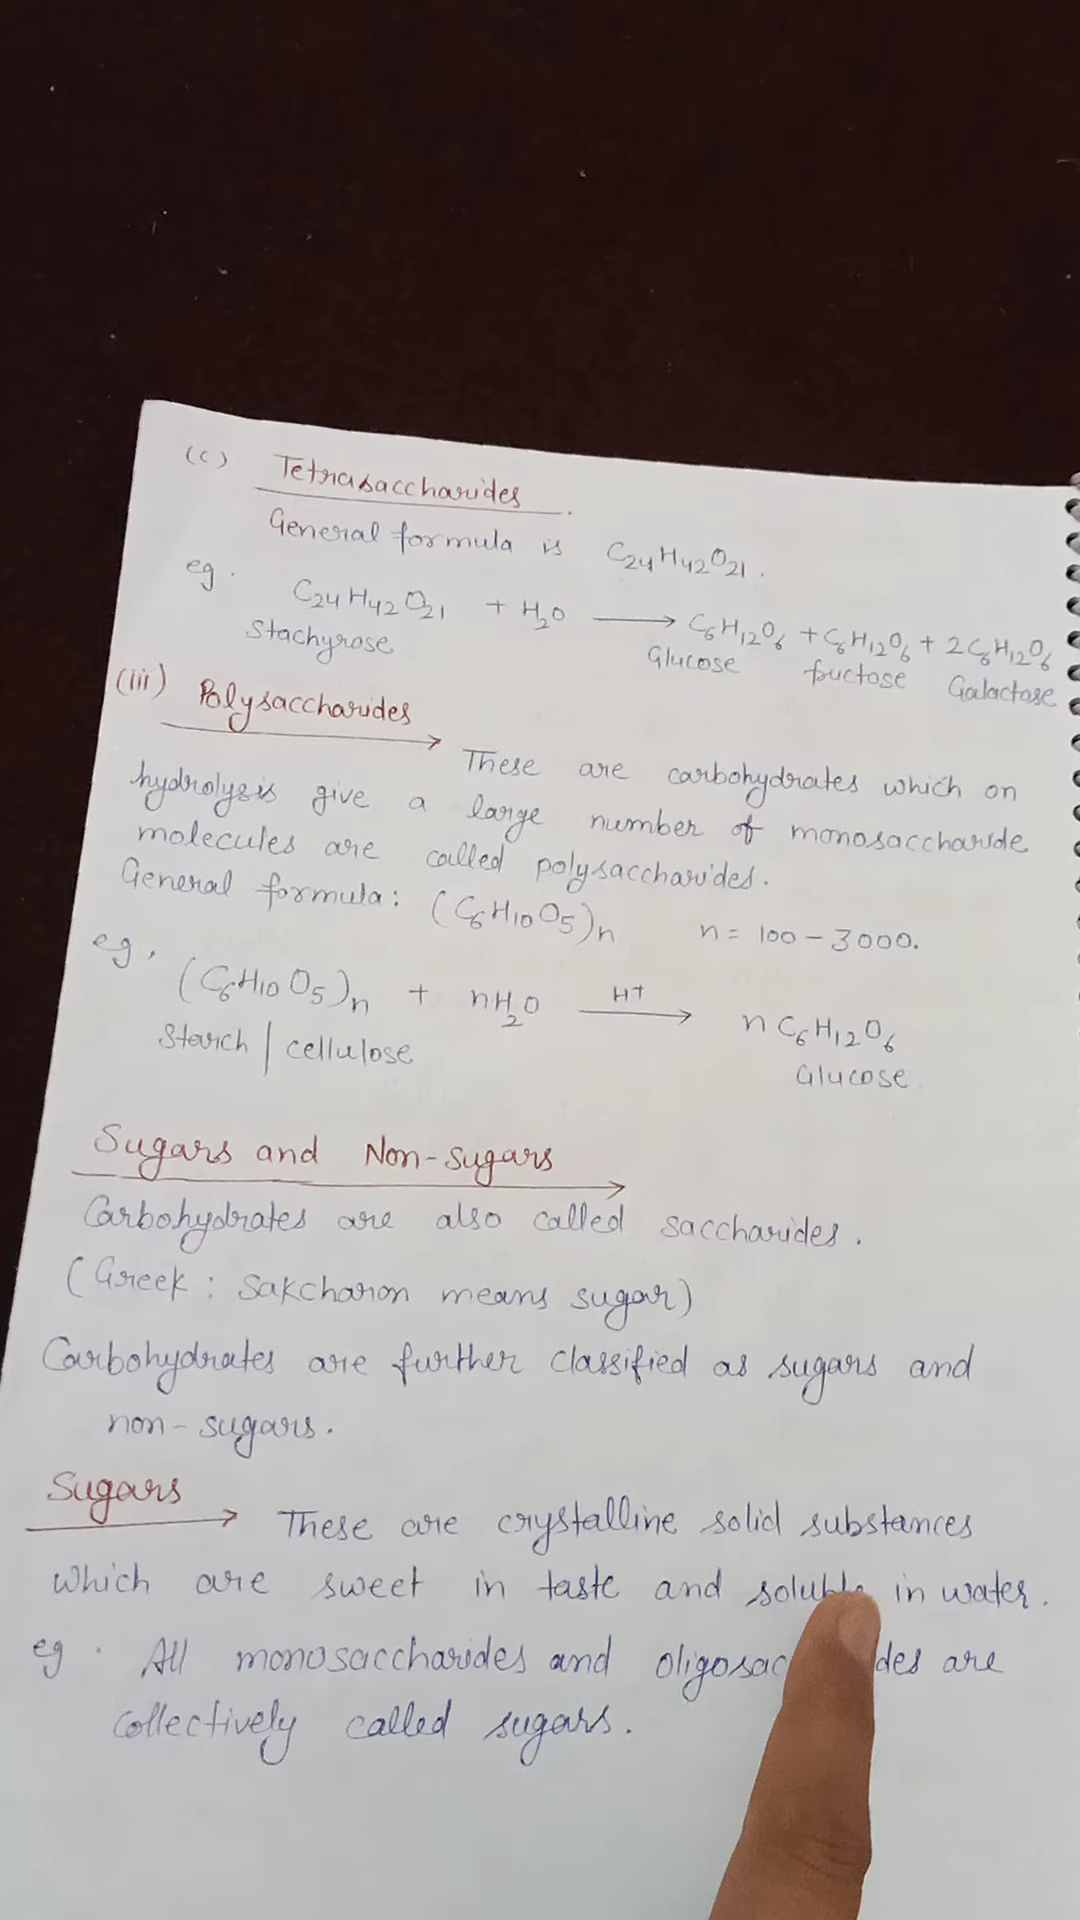 (c) Tetrasaccharides
General formula is C24H42O21.
eg. C24H42O21 + H2O ⟶ C6H12O6 + C6H12O6 + 2C6H12O6
Stachyrose Glucose fructose Galactose
(iii) Polysaccharides
These are carbohydrates which on
hydrolysis give a large number of monosaccharide
molecules are called polysaccharides.
General formula: (C6H10O5)n n = 100 - 3000.
eg. (C6H10O5)n + nH2O H+ ⟶ n C6H12O6
Starch / cellulose Glucose
Sugars and Non-sugars
Carbohydrates are also called saccharides.
(Greek : Sakcharon means sugar)
Carbohydrates are further classified as sugars and
non-sugars.
Sugars → These are crystalline solid substances
which are sweet in taste and soluble in water.
eg. All monosaccharides and oligosaccharides are
collectively called sugars.